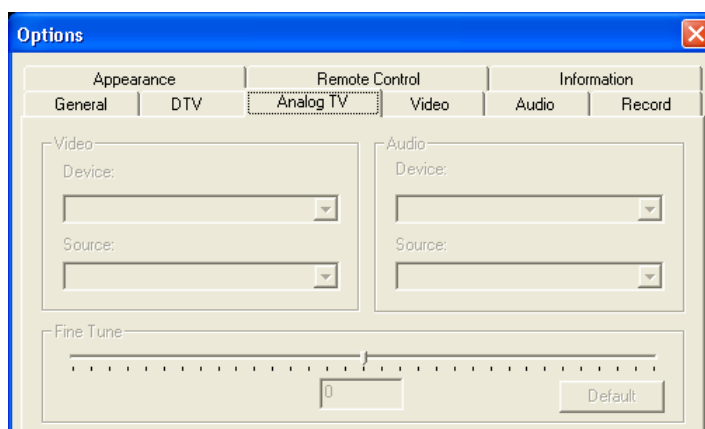 Options
Appearance Remote Control Information
General DTV Analog TV Video Audio Record
Video Audio
Device: Device:
Source: Source:
Fine Tune
0 Default